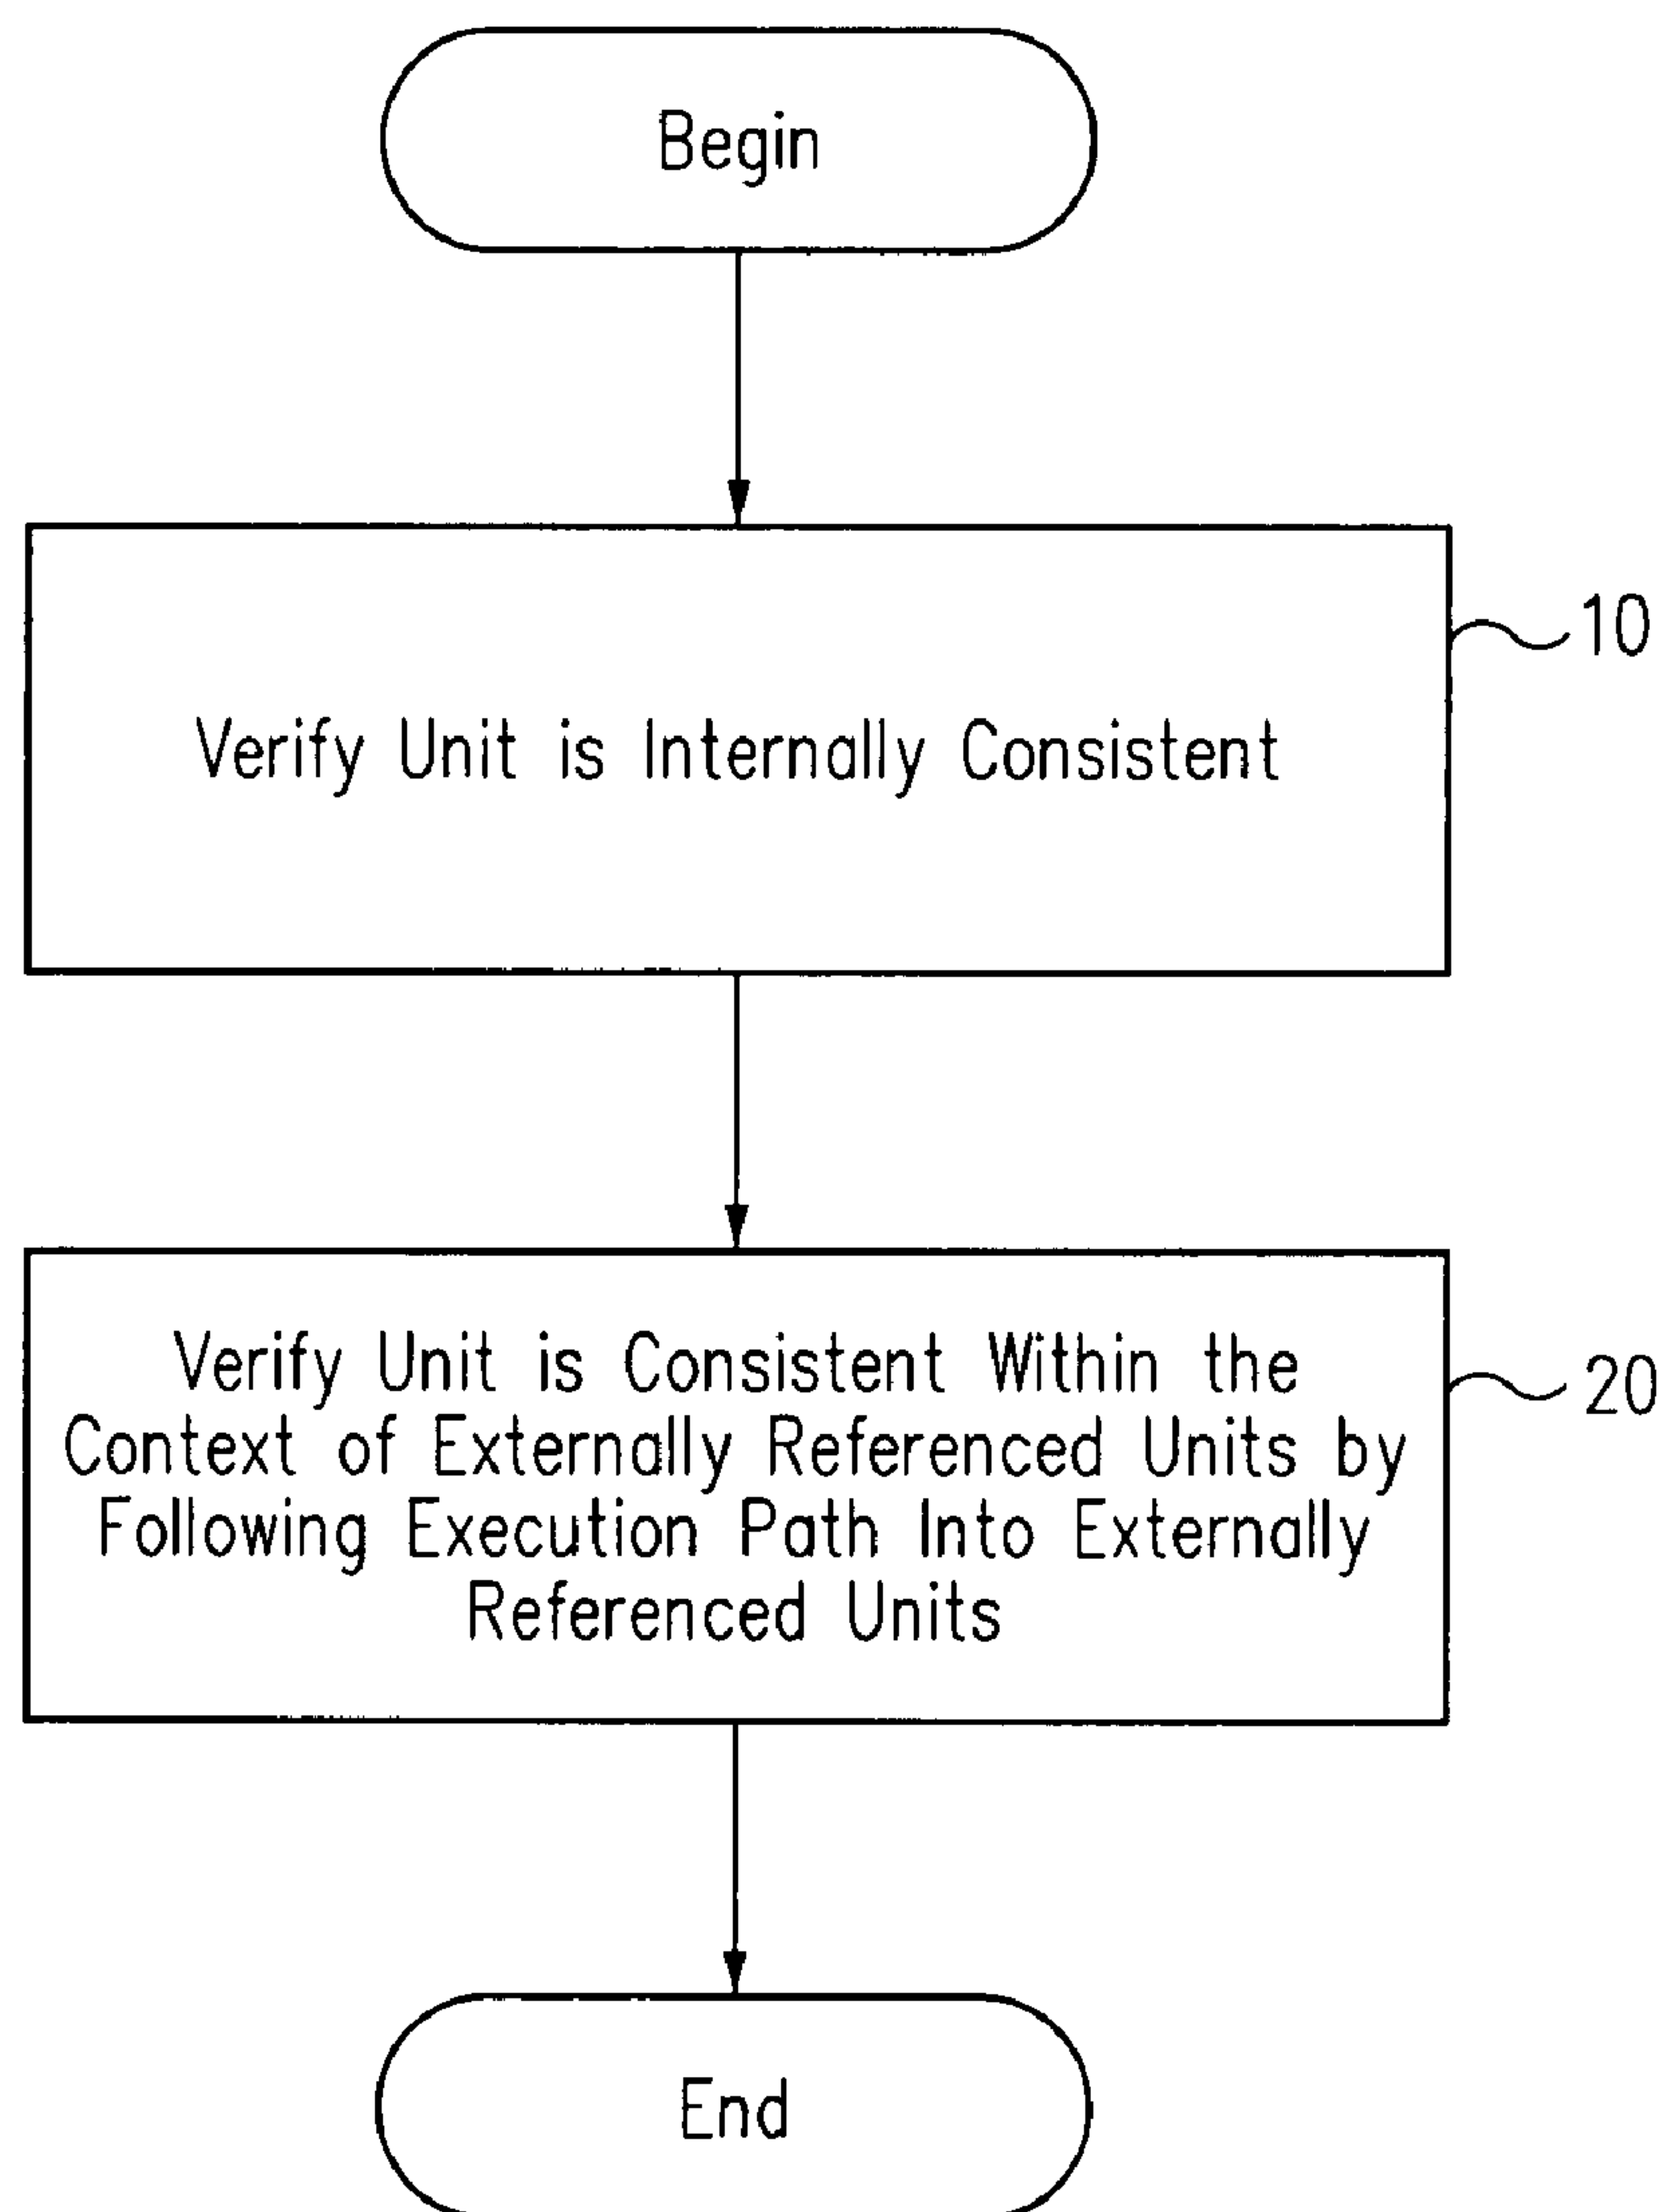 Begin
10
Verify Unit is Internally Consistent
Verify Unit is Consistent Within the
20
Context of Externally Referenced Units by
Following Execution Path Into Externally
Referenced Units
End